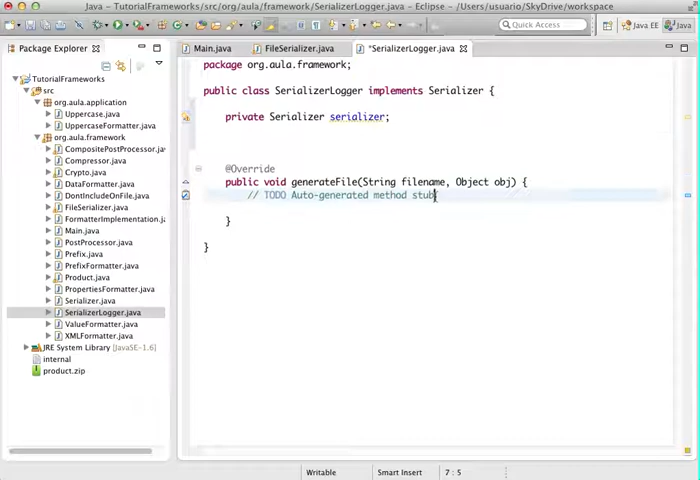 Java - TutorialFrameworks/src/org/aula/framework/SerializerLogger.java - Eclipse - /Users/usuario/SkyDrive/workspace
Quick Access
Java EE
Package Explorer
Main.java
FileSerializer.java
*SerializerLogger.java
TutorialFrameworks
src
org.aula.application
Uppercase.java
UppercaseFormatter.java
org.aula.framework
CompositePostProcessor.java
Compressor.java
Crypto.java
DataFormatter.java
DontIncludeOnFile.java
FileSerializer.java
FormatterImplementation.j
Main.java
PostProcessor.java
Prefix.java
PrefixFormatter.java
Product.java
PropertiesFormatter.java
Serializer.java
SerializerLogger.java
ValueFormatter.java
XMLFormatter.java
JRE System Library [JavaSE-1.6]
internal
product.zip
package org.aula.framework;
public class SerializerLogger implements Serializer {
private Serializer serializer;
@Override
public void generateFile(String filename, Object obj) {
// TODO Auto-generated method stub
}
}
Writable
Smart Insert
7 : 5